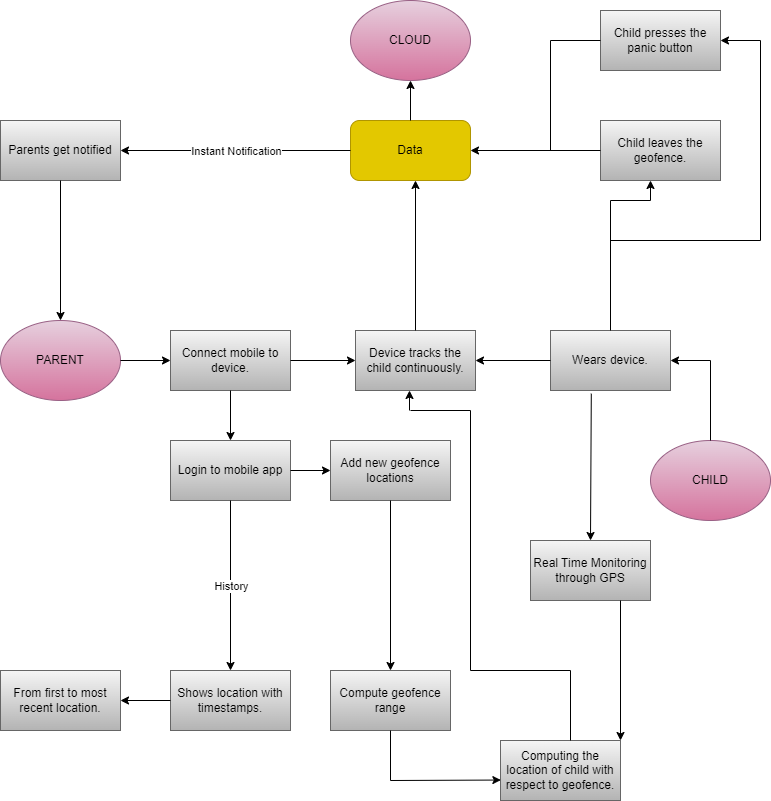 CLOUD
Child presses the
panic button
Parents get notified
Instant Notification
Data
Child leaves the
geofence.
PARENT
Connect mobile to
device.
Device tracks the
child continuously.
Wears device.
Login to mobile app
Add new geofence
locations
CHILD
Real Time Monitoring
through GPS
History
From first to most
recent location.
Shows location with
timestamps.
Compute geofence
range
Computing the
location of child with
respect to geofence.